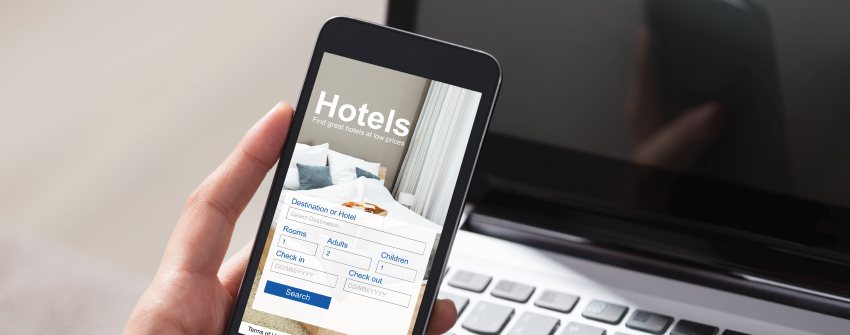 Hotels
Find great hotels at low prices
Destination or Hotel
Select Destination
Rooms Adults Children
1 2 1
Check in Check out
DD/MM/YYYY DD/MM/YYYY
Search
Terms of